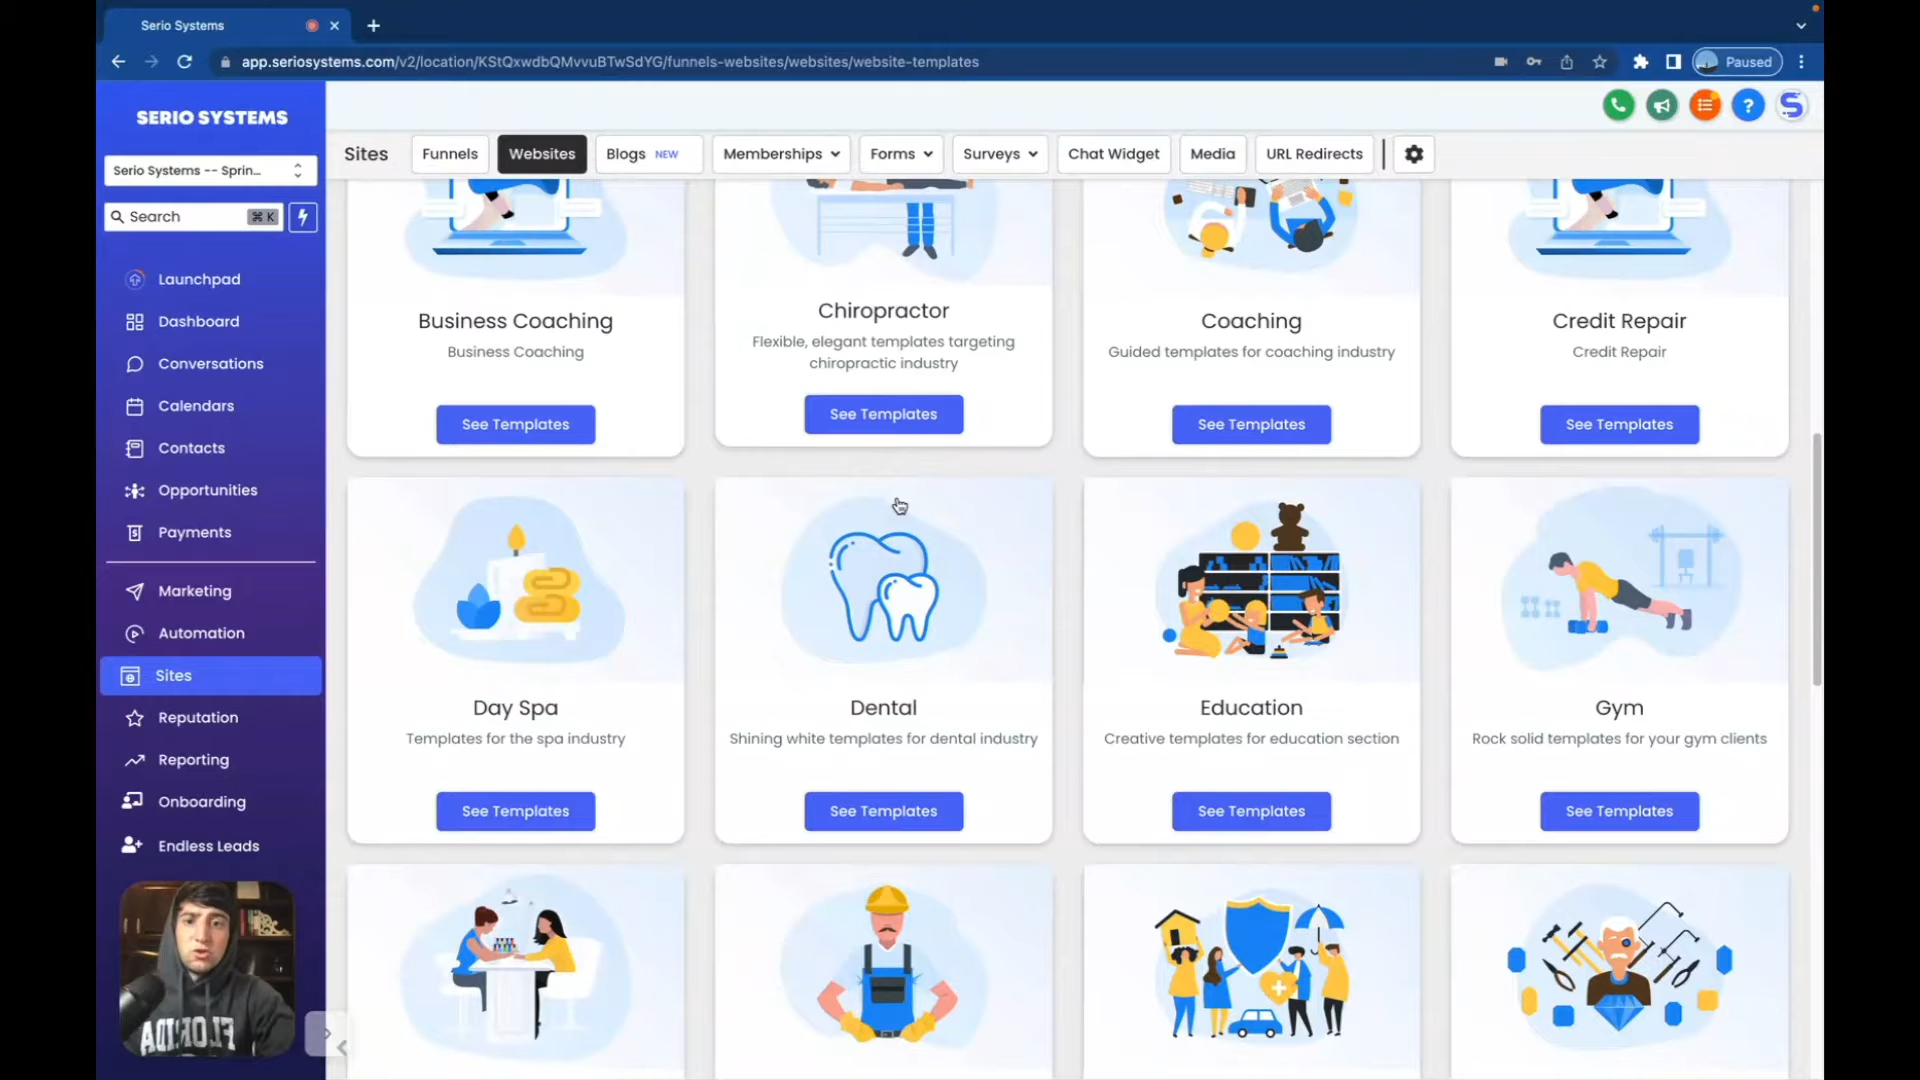 Serio Systems
app.seriosystems.com/v2/location/KStQxwdbQMvvuBTwSdYG/funnels-websites/websites/website-templates
Paused
SERIO SYSTEMS
Serio Systems -- Sprin...
Search ⌘ K
Launchpad
Dashboard
Conversations
Calendars
Contacts
Opportunities
Payments
Marketing
Automation
Sites
Reputation
Reporting
Onboarding
Endless Leads
FLORIDA
Sites Funnels Websites Blogs NEW Memberships Forms Surveys Chat Widget Media URL Redirects
Business Coaching
Business Coaching
See Templates
Chiropractor
Flexible, elegant templates targeting
chiropractic industry
See Templates
Coaching
Guided templates for coaching industry
See Templates
Credit Repair
Credit Repair
See Templates
Day Spa
Templates for the spa industry
See Templates
Dental
Shining white templates for dental industry
See Templates
Education
Creative templates for education section
See Templates
Gym
Rock solid templates for your gym clients
See Templates